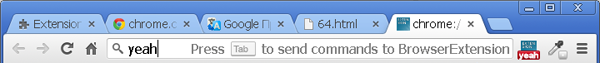 Extension
chrome.c
Google П
64.html
chrome:/
yeah
Press Tab to send commands to BrowserExtension
yeah